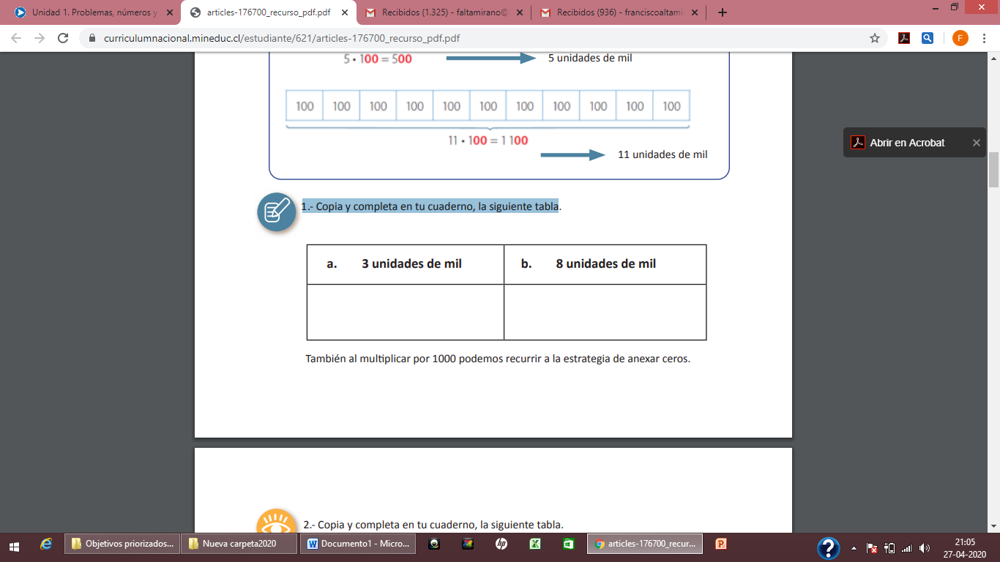 Unidad 1. Problemas, números y
articles-176700_recurso_pdf.pdf
Recibidos (1.325) - faltamirano@
Recibidos (936) - franciscoaltami
curriculumnacional.mineduc.cl/estudiante/621/articles-176700_recurso_pdf.pdf
F
5 • 100 = 500
5 unidades de mil
100 100 100 100 100 100 100 100 100 100 100
11 • 100 = 1 100
11 unidades de mil
Abrir en Acrobat
1.- Copia y completa en tu cuaderno, la siguiente tabla.
a. 3 unidades de mil
b. 8 unidades de mil
También al multiplicar por 1000 podemos recurrir a la estrategia de anexar ceros.
2.- Copia y completa en tu cuaderno, la siguiente tabla.
Objetivos priorizados...
Nueva carpeta2020
Documento1 - Micro...
articles-176700_recur...
21:05
27-04-2020